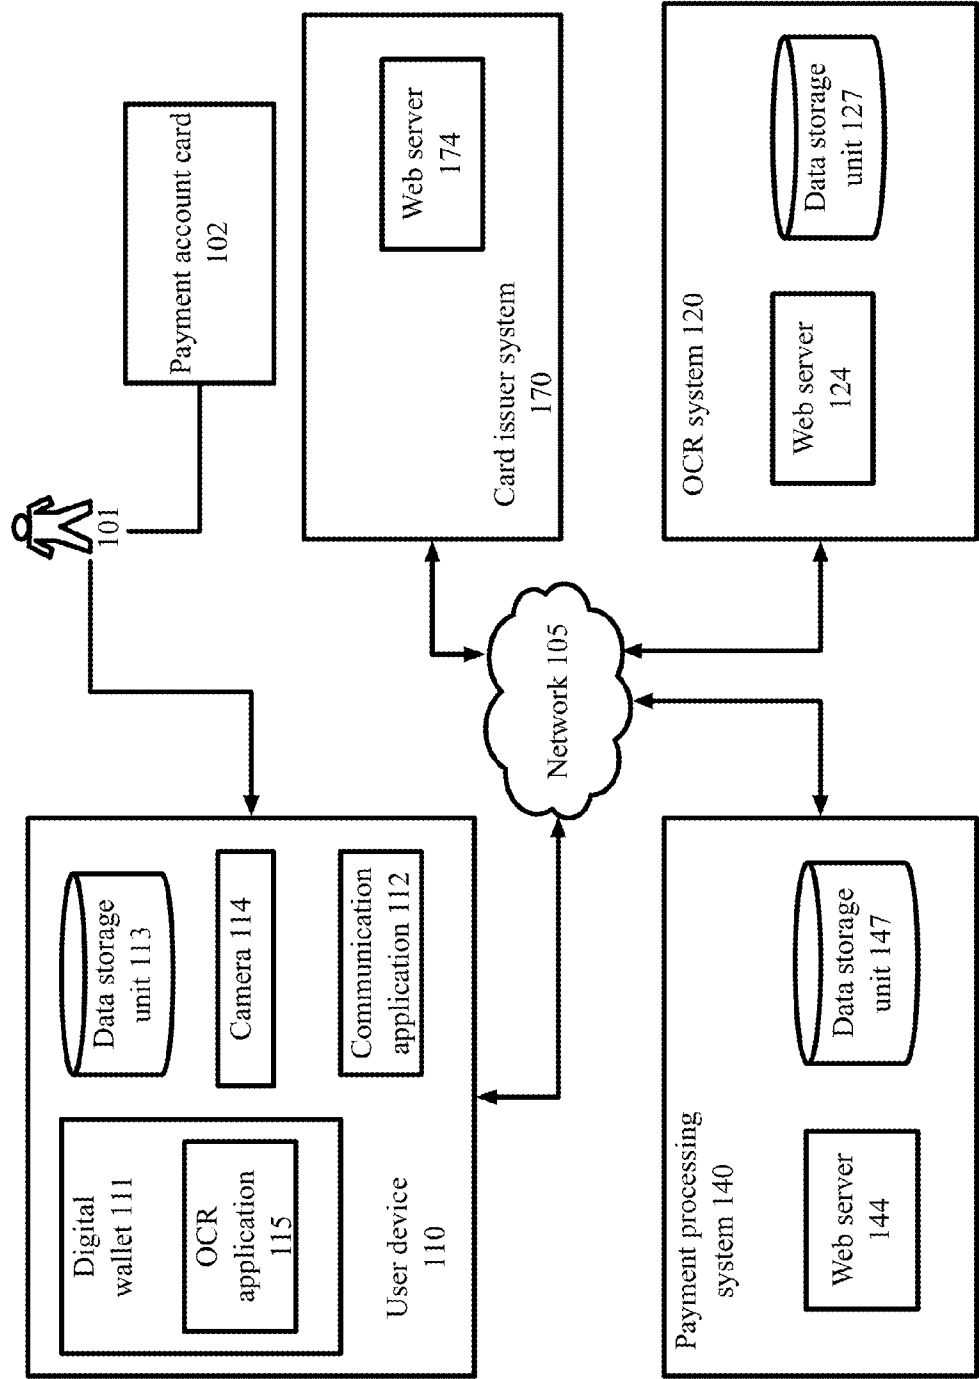 101
Payment account card
102
Digital
wallet 111
OCR
application
115
Data storage
unit 113
Camera 114
Communication
application 112
User device
110
Network 105
Web server
174
Card issuer system
170
Payment processing
system 140
Web server
144
Data storage
unit 147
OCR system 120
Web server
124
Data storage
unit 127